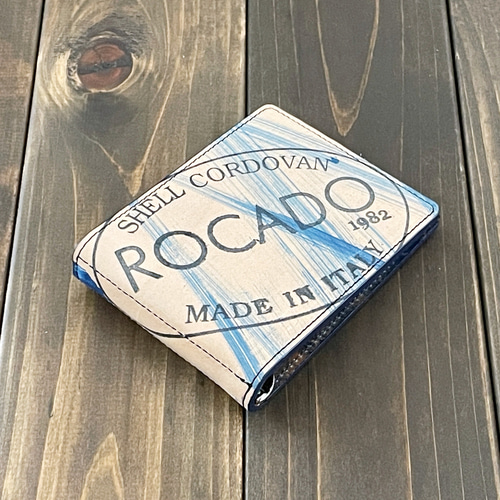 SHELL CORDOVAN
ROCADO
1982
MADE IN ITALY